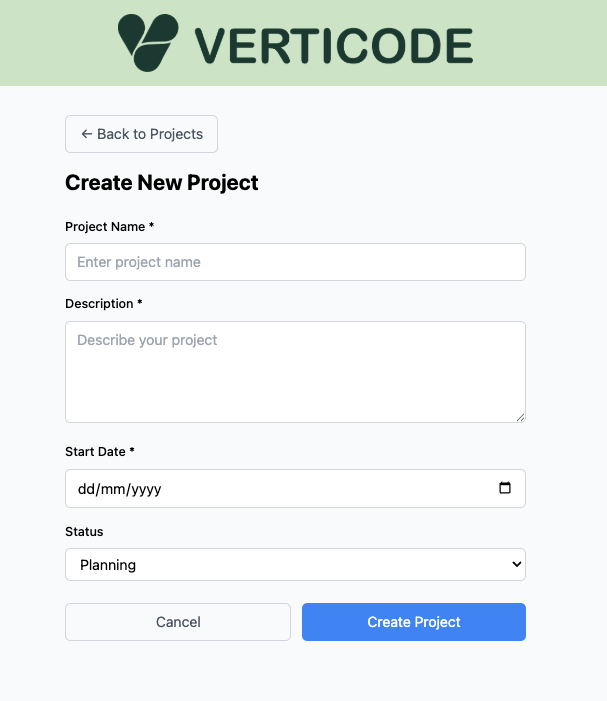 VERTICODE
← Back to Projects
Create New Project
Project Name *
Enter project name
Description *
Describe your project
Start Date *
dd/mm/yyyy
Status
Planning
Cancel
Create Project